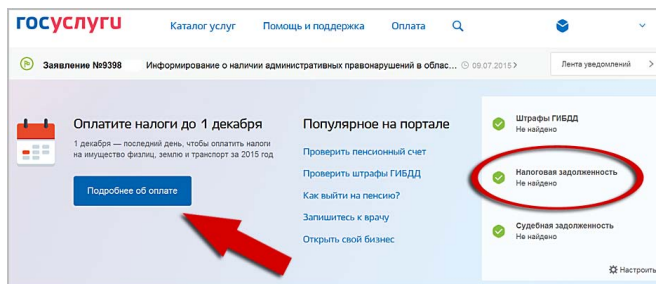 госуслуги
Каталог услуг Помощь и поддержка Оплата
Заявление №9398 Информирование о наличии административных правонарушений в облас... 09.07.2015 > Лента уведомлений >
Оплатите налоги до 1 декабря
1 декабря — последний день, чтобы оплатить налоги
на имущество физлиц, землю и транспорт за 2015 год
Подробнее об оплате
Популярное на портале
Проверить пенсионный счет
Проверить штрафы ГИБДД
Как выйти на пенсию?
Запишитесь к врачу
Открыть свой бизнес
Штрафы ГИБДД
Не найдено
Налоговая задолженность
Не найдено
Судебная задолженность
Не найдено
Настроить